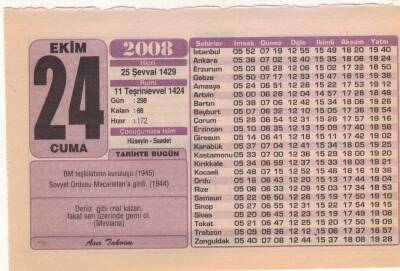 EKİM
24
CUMA
2008
Hicri
25 Şevval 1429
Rumi
11 Teşrinievvel 1424
Gün : 298
Kalan : 68
Hızır : 172
Çocuğunuza İsim
Hüseyin - Saadet
TARİHTE BUGÜN
BM teşkilatının kuruluşu (1945)
Sovyet Ordusu Macaristan'a girdi. (1944)
Deniz gibi mal kazan,
fakat sen üzerinde gemi ol.
(Mevlana)
Asır Takvim
Şehirler İmsak Güneş Öğle İkindi Akşam Yatsı
İstanbul 05 52 07 19 12 55 15 49 18 20 19 40
Ankara 05 36 07 02 12 40 15 35 18 06 19 24
Erzurum 05 03 06 28 12 06 15 02 17 32 18 50
Gebze 05 50 07 17 12 53 15 47 18 18 19 38
Amasya 05 24 06 51 12 28 15 22 17 53 19 12
Artvin 05 00 06 26 12 04 14 57 17 28 18 48
Bartın 05 38 07 06 12 42 15 34 18 06 19 26
Bayburt 05 07 06 32 12 10 15 05 17 36 18 54
Çorum 05 28 06 54 12 31 15 26 17 57 19 16
Erzincan 05 10 06 35 12 13 15 09 17 40 18 58
Giresun 05 14 06 41 12 18 15 11 17 42 19 02
Karabük 05 37 07 04 12 41 15 34 18 05 19 25
Kastamonu 05 33 07 00 12 36 15 29 18 00 19 20
Kırıkkale 05 34 06 59 12 37 15 33 18 03 19 21
Kocaeli 05 48 07 15 12 52 15 46 18 16 19 36
Ordu 05 16 06 43 12 20 15 13 17 44 19 04
Rize 05 06 06 33 12 09 15 03 17 34 18 53
Samsun 05 22 06 50 12 26 15 19 17 50 19 10
Sinop 05 27 06 55 12 31 15 22 17 54 19 15
Sivas 05 20 06 45 12 23 15 19 17 50 19 08
Tokat 05 21 06 47 12 25 15 20 17 50 19 09
Trabzon 05 09 06 36 12 12 15 06 17 37 18 57
Zonguldak 05 40 07 08 12 44 15 37 18 08 19 28